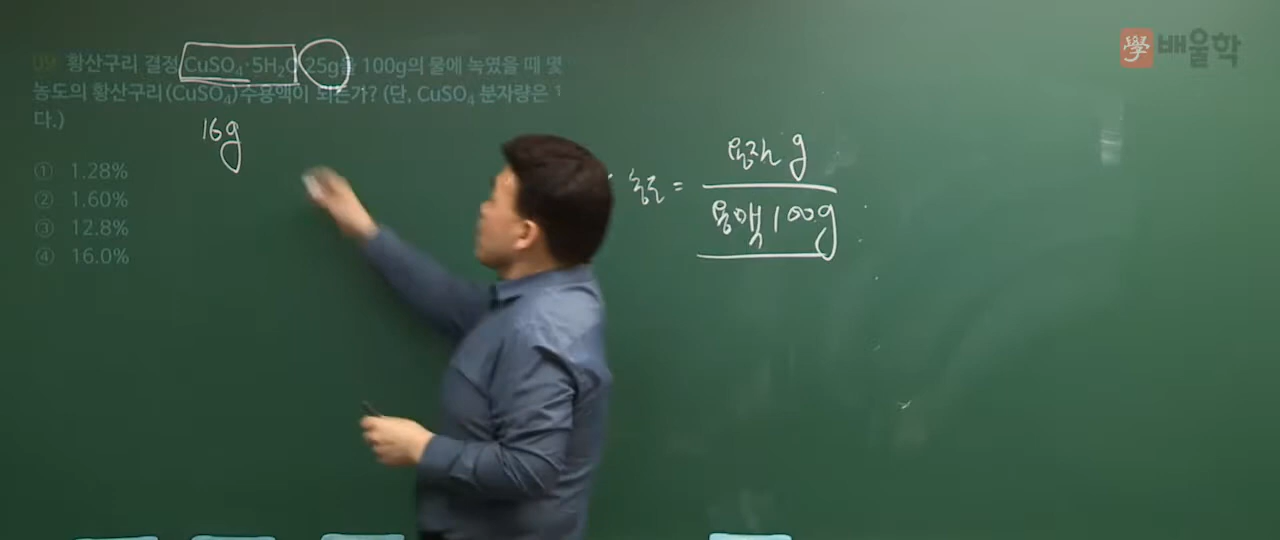 09 황산구리 결정 CuSO₄·5H₂O 25g을 100g의 물에 녹였을 때 몇
농도의 황산구리(CuSO₄)수용액이 되는가? (단, CuSO₄ 분자량은 1
다.)
16g
① 1.28%
② 1.60%
③ 12.8%
④ 16.0%
농도 =
용질 g
용액 100g
學 배울학